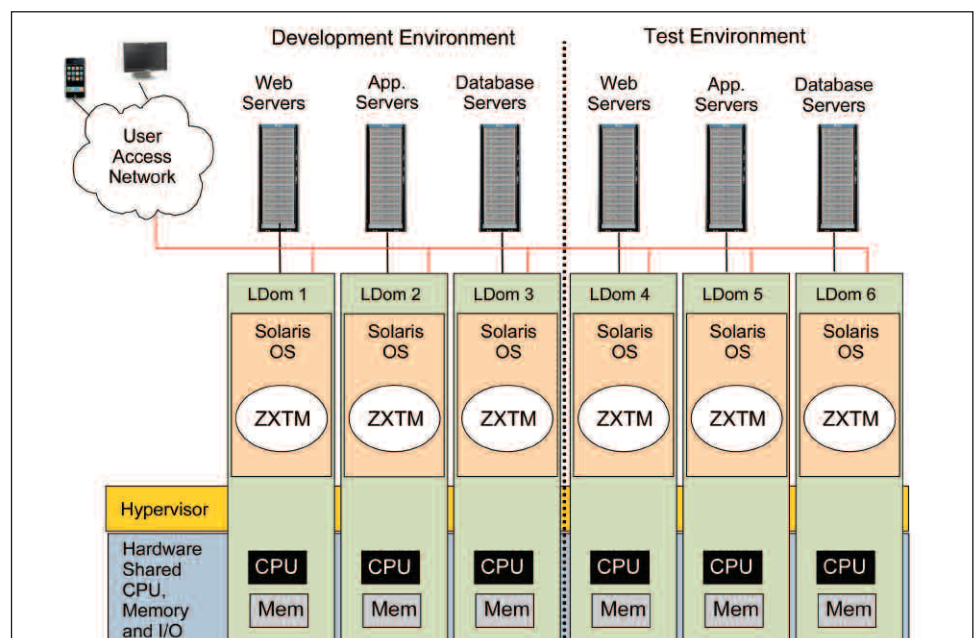 Development Environment
Test Environment
Web
Servers
App.
Servers
Database
Servers
Web
Servers
App.
Servers
Database
Servers
User
Access
Network
LDom 1
LDom 2
LDom 3
LDom 4
LDom 5
LDom 6
Solaris
OS
Solaris
OS
Solaris
OS
Solaris
OS
Solaris
OS
Solaris
OS
ZXTM
ZXTM
ZXTM
ZXTM
ZXTM
ZXTM
Hypervisor
Hardware
Shared
CPU,
Memory
and I/O
CPU
CPU
CPU
CPU
CPU
CPU
Mem
Mem
Mem
Mem
Mem
Mem